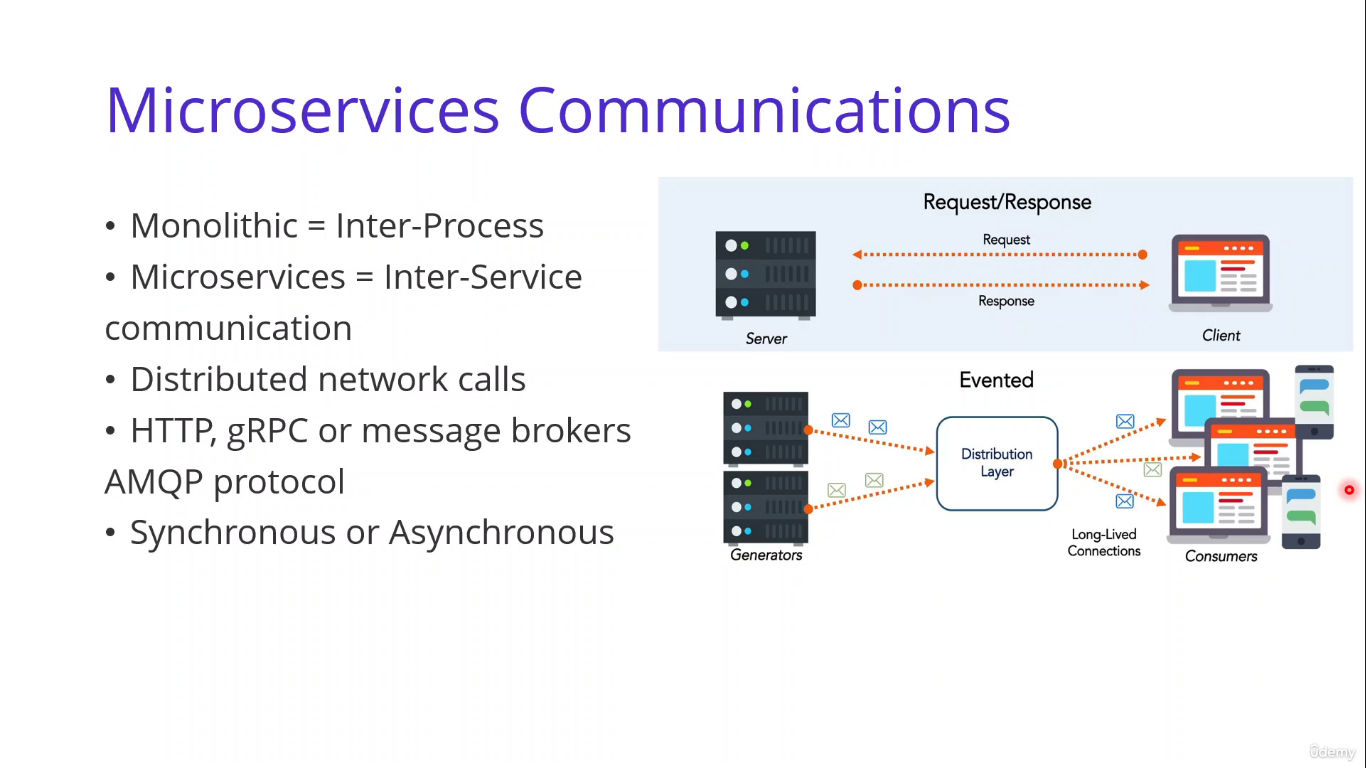 Microservices Communications
• Monolithic = Inter-Process
• Microservices = Inter-Service
communication
• Distributed network calls
• HTTP, gRPC or message brokers
AMQP protocol
• Synchronous or Asynchronous
Request/Response
Request
Response
Server
Client
Evented
Distribution
Layer
Generators
Long-Lived
Connections
Consumers
ûdemy